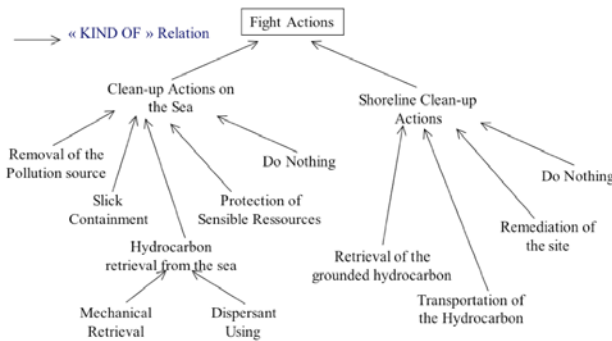 Fight Actions
« KIND OF » Relation
Clean-up Actions on
the Sea
Shoreline Clean-up
Actions
Removal of the
Pollution source
Do Nothing
Slick
Containment
Protection of
Sensible Ressources
Hydrocarbon
retrieval from the sea
Mechanical
Retrieval
Dispersant
Using
Do Nothing
Remediation of
the site
Retrieval of the
grounded hydrocarbon
Transportation of
the Hydrocarbon